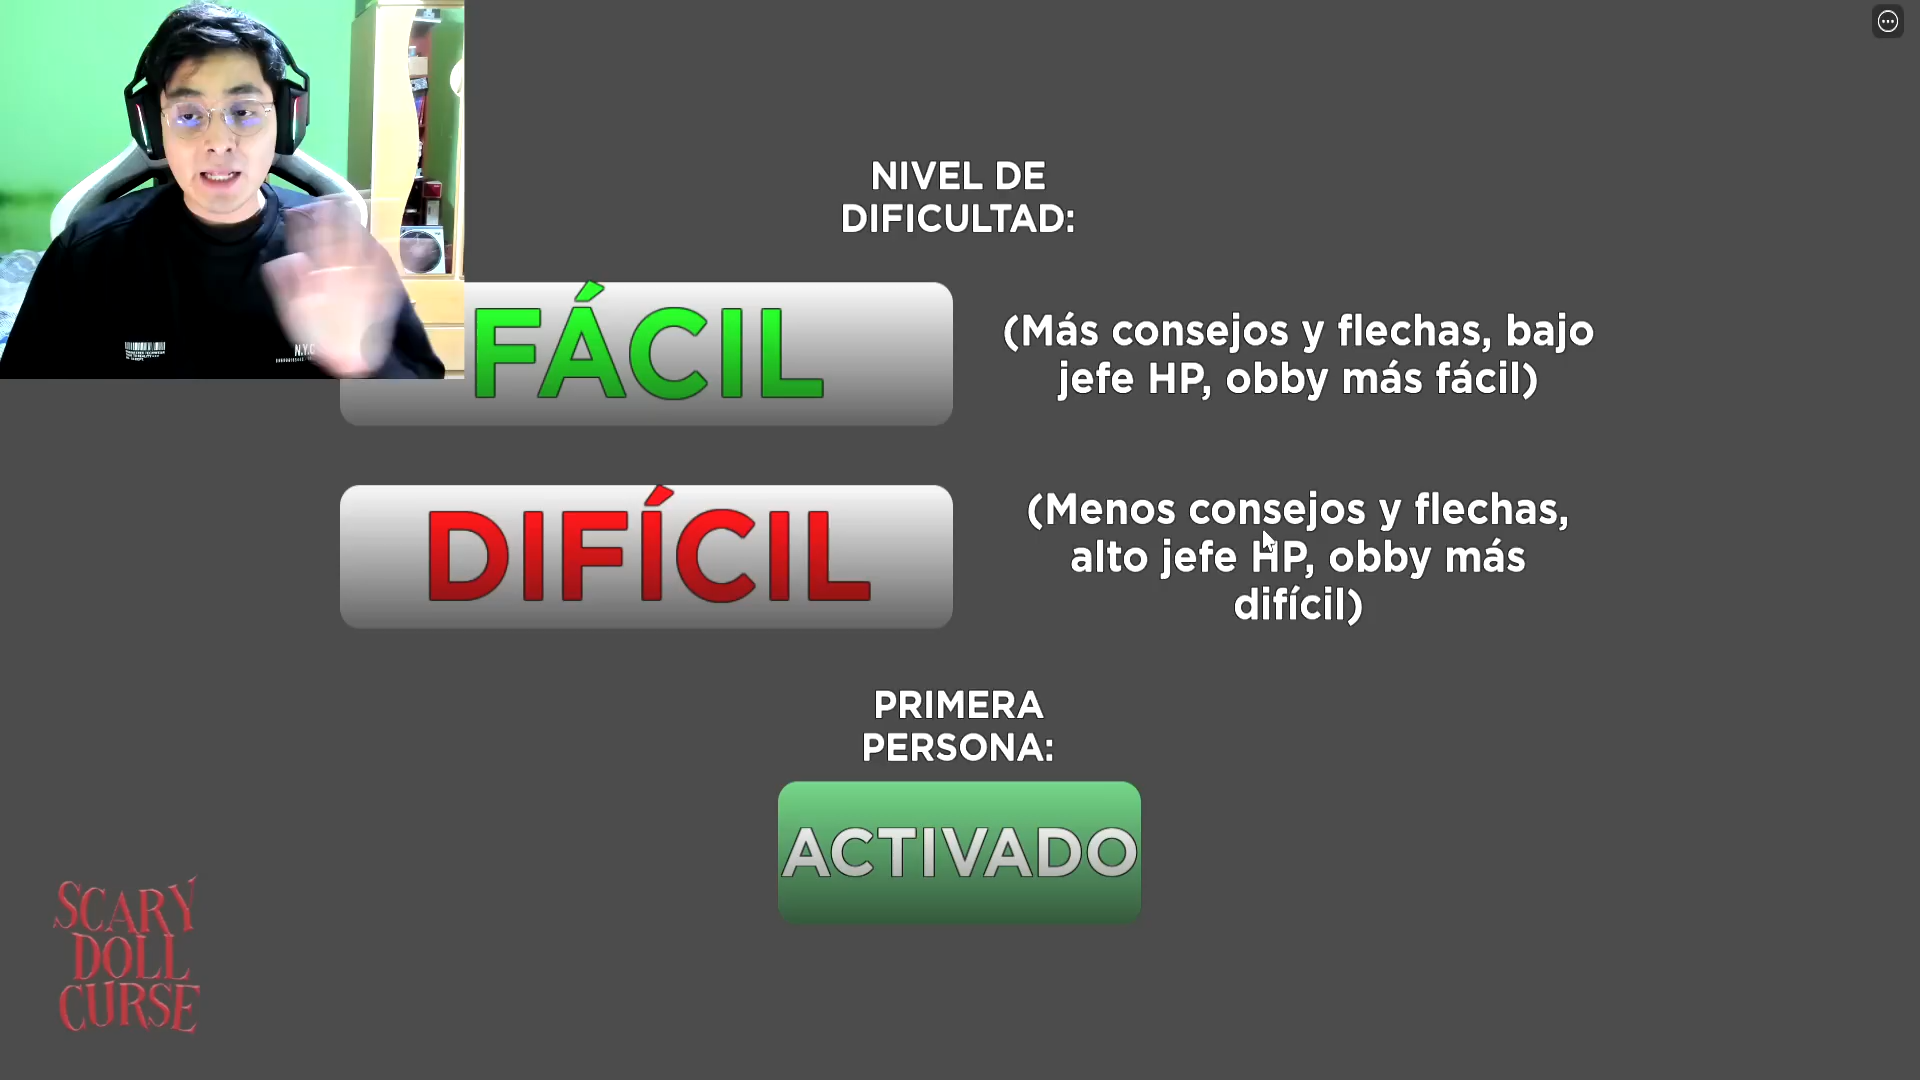 NIVEL DE
DIFICULTAD:
FÁCIL
(Más consejos y flechas, bajo
jefe HP, obby más fácil)
DIFÍCIL
(Menos consejos y flechas,
alto jefe HP, obby más
difícil)
PRIMERA
PERSONA:
ACTIVADO
SCARY
DOLL
CURSE